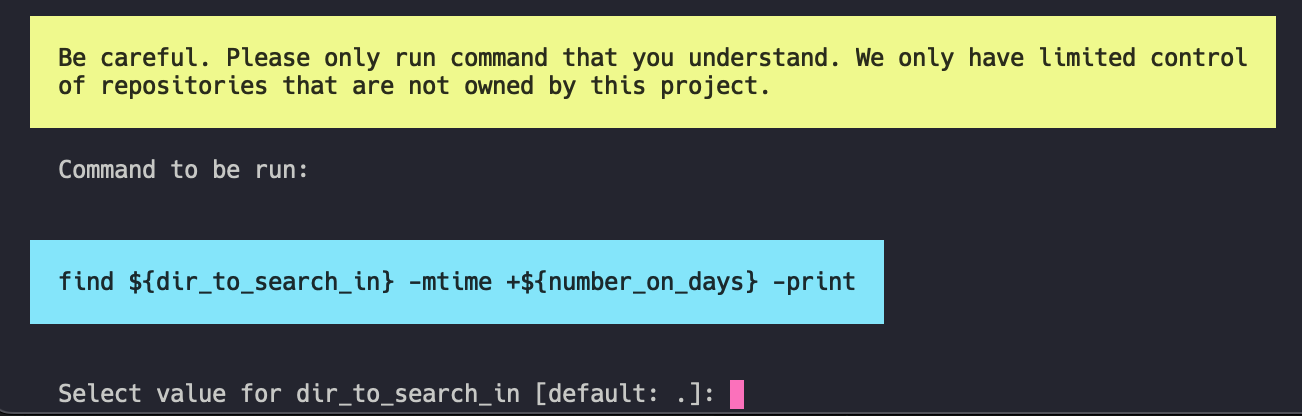 Be careful. Please only run command that you understand. We only have limited control
of repositories that are not owned by this project.
Command to be run:
find ${dir_to_search_in} -mtime +${number_on_days} -print
Select value for dir_to_search_in [default: .]: